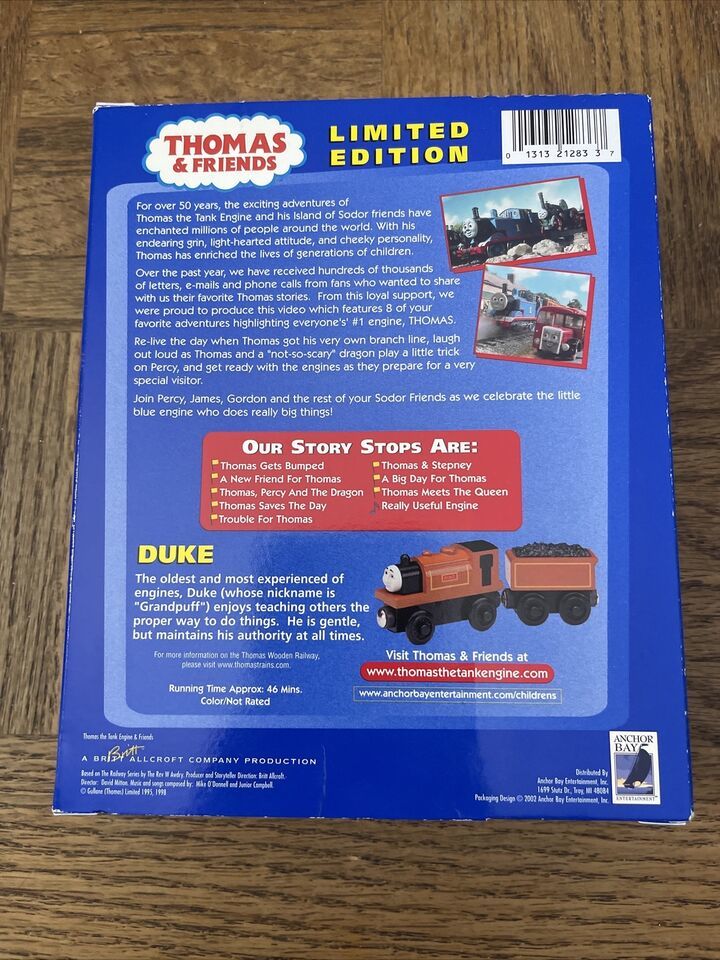 THOMAS
& FRIENDS
LIMITED
EDITION
0 1313 21283 3 7
For over 50 years, the exciting adventures of
Thomas the Tank Engine and his Island of Sodor friends have
enchanted millions of people around the world. With his
endearing grin, light-hearted attitude, and cheeky personality,
Thomas has enriched the lives of generations of children.
Over the past year, we have received hundreds of thousands
of letters, e-mails and phone calls from fans who wanted to share
with us their favorite Thomas stories. From this loyal support, we
were proud to produce this video which features 8 of your
favorite adventures highlighting everyone's' #1 engine, THOMAS.
Re-live the day when Thomas got his very own branch line, laugh
out loud as Thomas and a "not-so-scary" dragon play a little trick
on Percy, and get ready with the engines as they prepare for a very
special visitor.
Join Percy, James, Gordon and the rest of your Sodor Friends as we celebrate the little
blue engine who does really big things!
OUR STORY STOPS ARE:
Thomas Gets Bumped
A New Friend For Thomas
Thomas, Percy And The Dragon
Thomas Saves The Day
Trouble For Thomas
Thomas & Stepney
A Big Day For Thomas
Thomas Meets The Queen
Really Useful Engine
DUKE
The oldest and most experienced of
engines, Duke (whose nickname is
"Grandpuff") enjoys teaching others the
proper way to do things. He is gentle,
but maintains his authority at all times.
For more information on the Thomas Wooden Railway,
please visit www.thomastrains.com.
Running Time Approx: 46 Mins.
Color/Not Rated
DUKE
Visit Thomas & Friends at
www.thomasthetankengine.com
www.anchorbayentertainment.com/childrens
Thomas the Tank Engine & Friends
A BRITT ALLCROFT COMPANY PRODUCTION
Based on The Railway Series by The Rev W Awdry. Producer and Storyteller Direction: Britt Allcroft.
Director: David Mitton. Music and songs composed by: Mike O'Donnell and Junior Campbell.
© Gullane (Thomas) Limited 1995, 1998
Distributed By
Anchor Bay Entertainment, Inc.
1699 Stutz Dr., Troy, MI 48084
Packaging Design © 2002 Anchor Bay Entertainment, Inc.
ANCHOR
BAY
ENTERTAINMENT